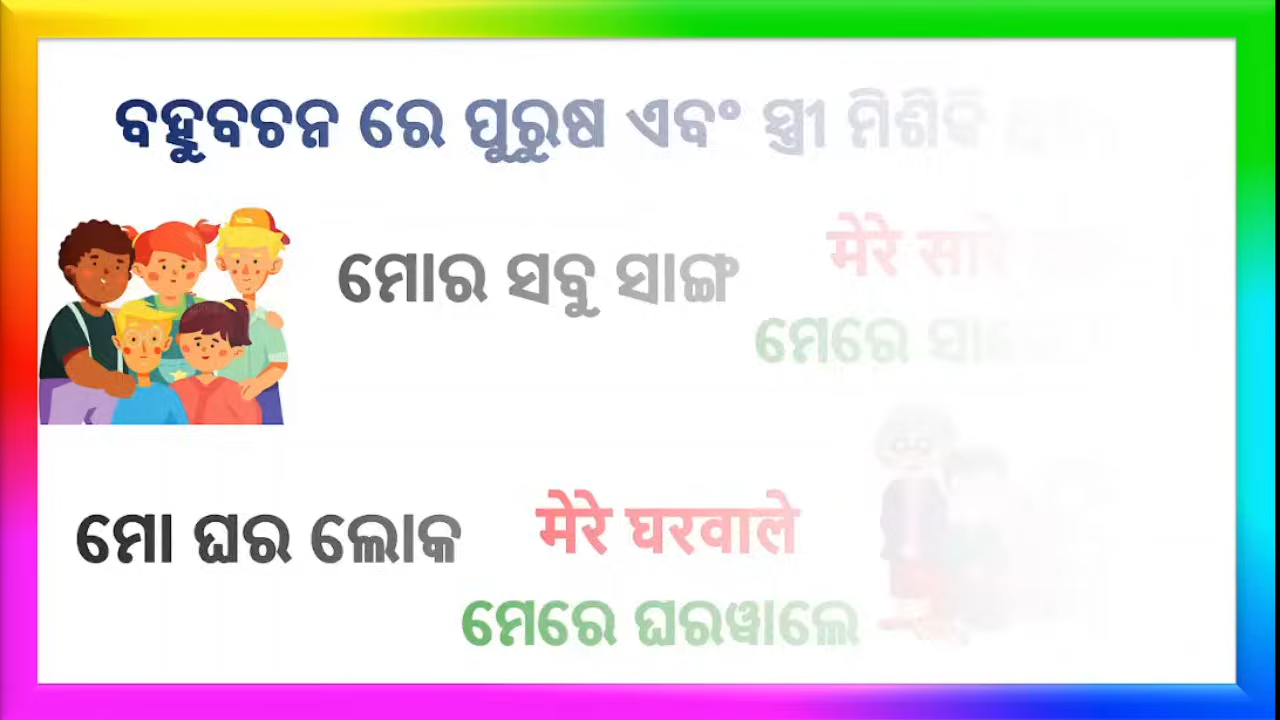 ବହୁବଚନ ରେ ପୁରୁଷ ଏବଂ ସ୍ତ୍ରୀ ମିଶିକି
ମୋର ସବୁ ସାଙ୍ଗ
मेरे सारे
ମେରେ ସାରେ
ମୋ ଘର ଲୋକ
मेरे घरवाले
ମେରେ ଘରୱାଲେ